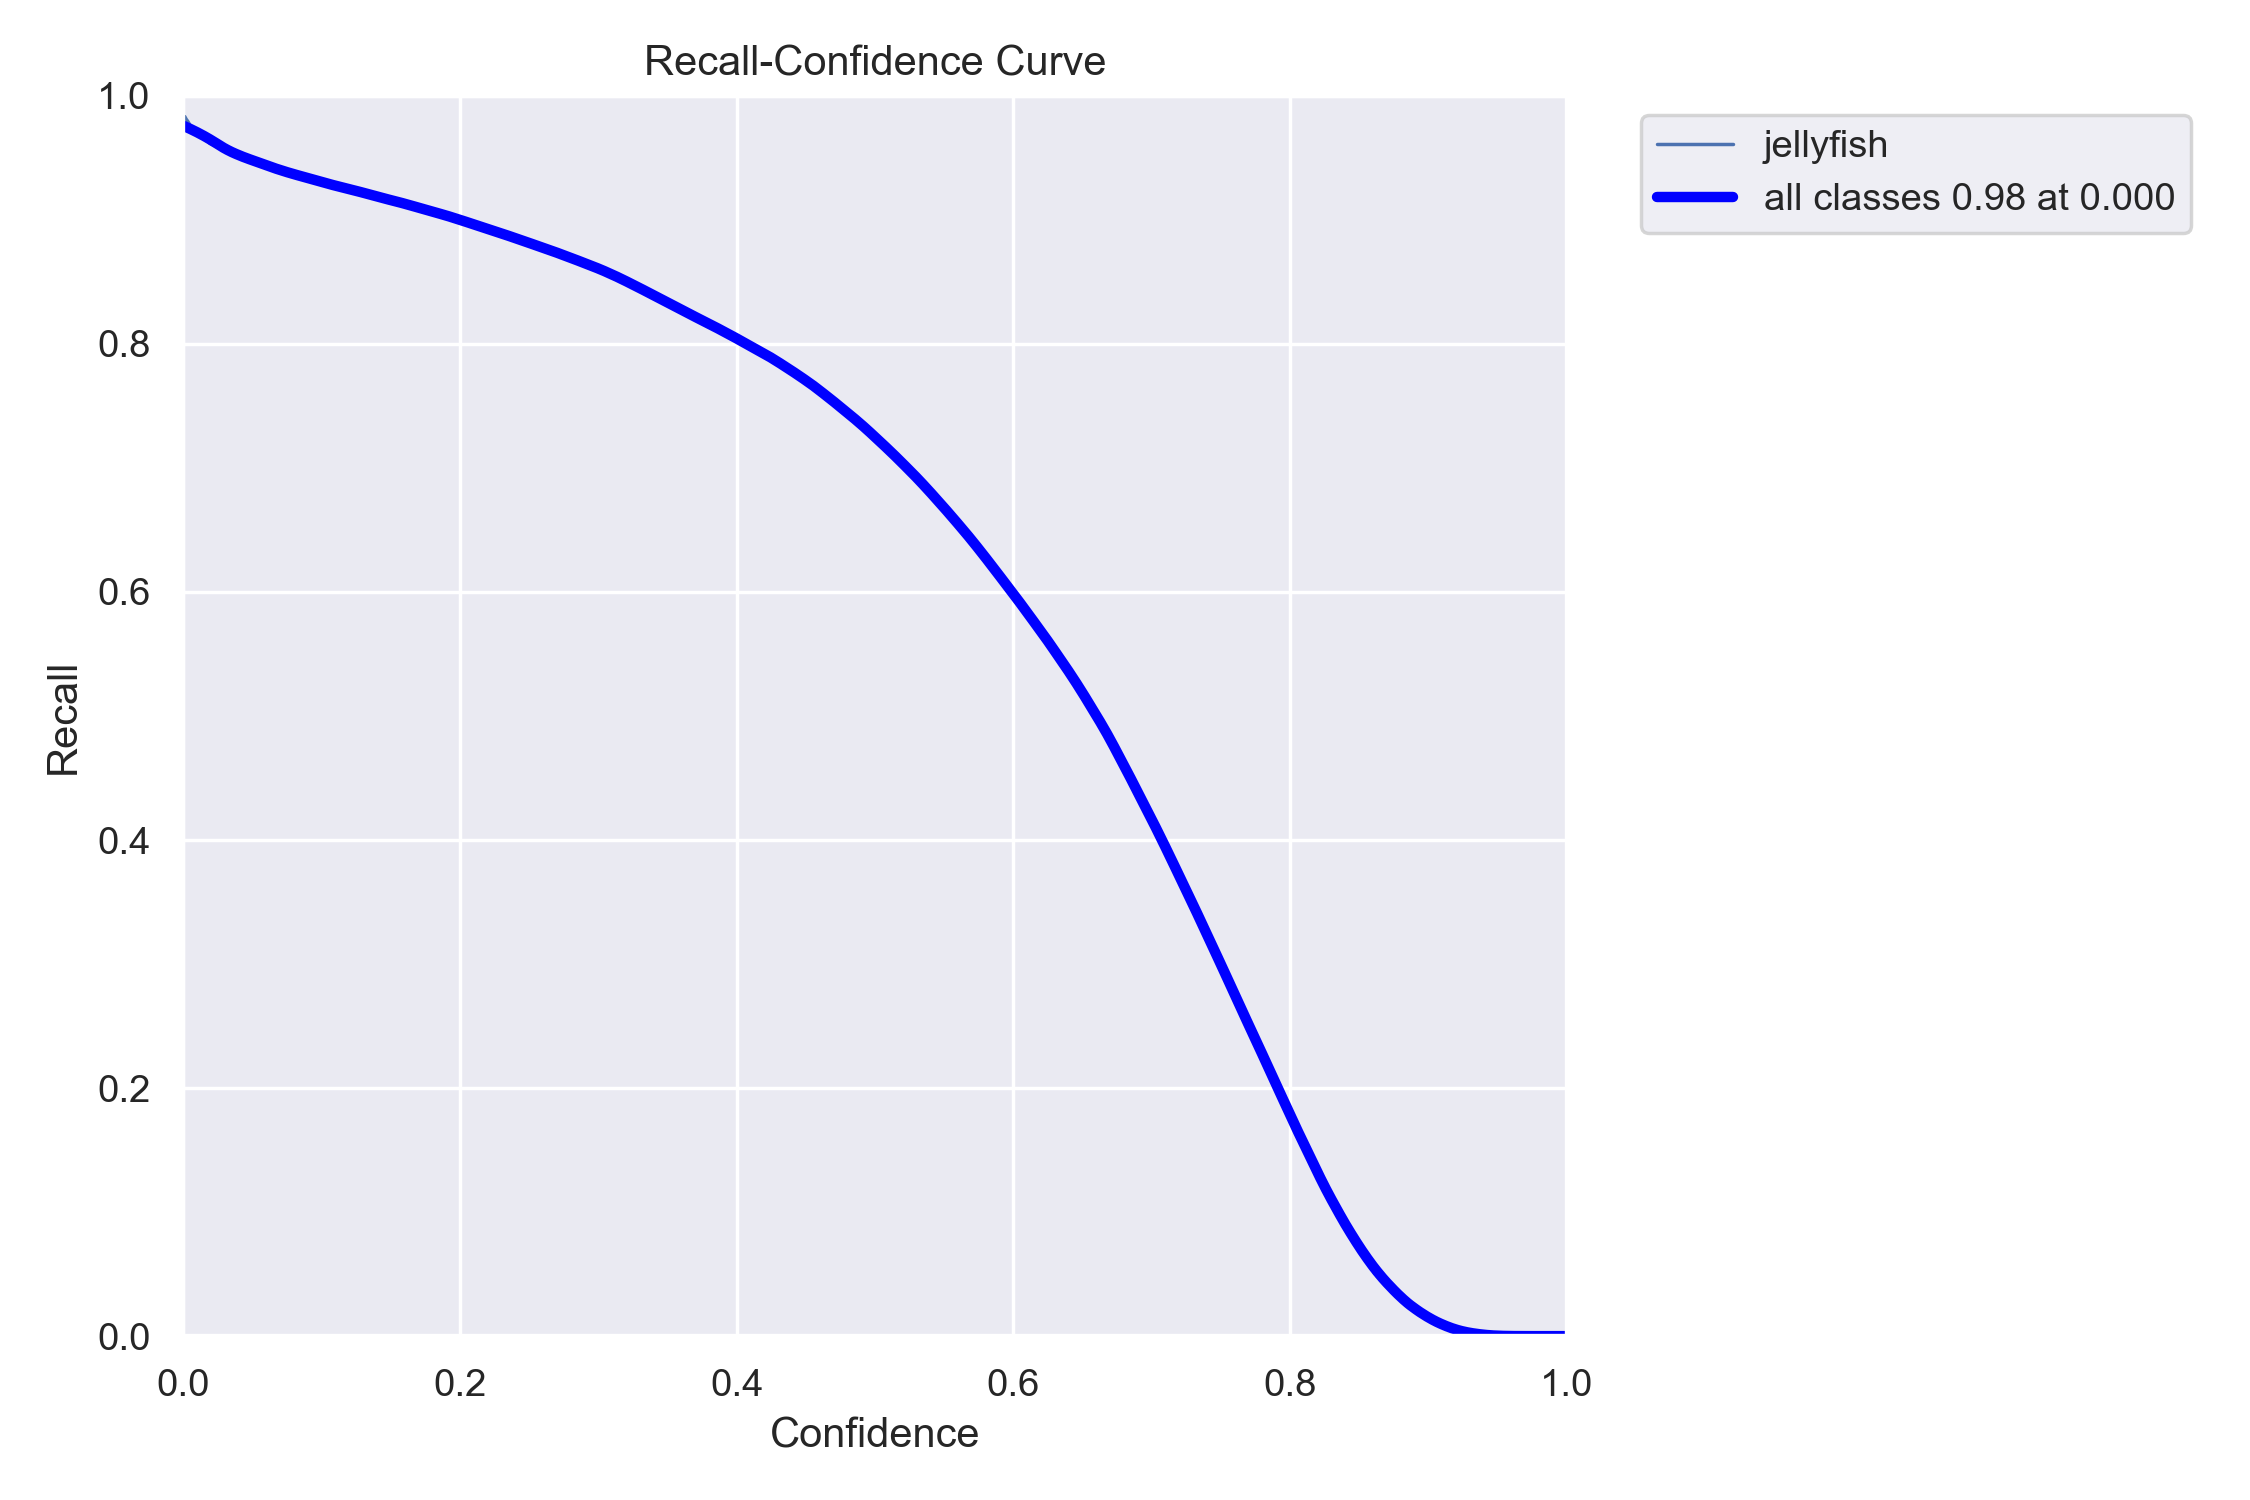 Recall-Confidence Curve
1.0
0.8
0.6
0.4
0.2
0.0
Recall
0.0 0.2 0.4 0.6 0.8 1.0
Confidence
jellyfish
all classes 0.98 at 0.000